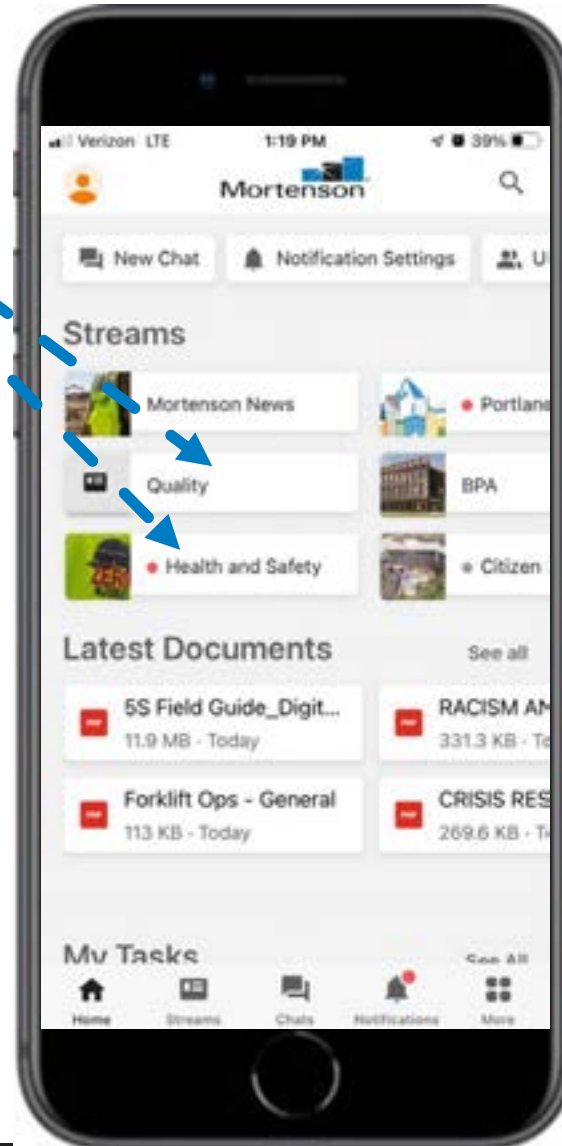 Verizon LTE 1:19 PM 39%
Mortenson
New Chat Notification Settings U
Streams
Mortenson News Portlan
Quality BPA
Health and Safety Citizen
Latest Documents See all
5S Field Guide_Digit... RACISM AN
11.9 MB - Today 331.3 KB - To
Forklift Ops - General CRISIS RES
113 KB - Today 269.6 KB - T
My Tasks See All
Home Streams Chats Notifications More